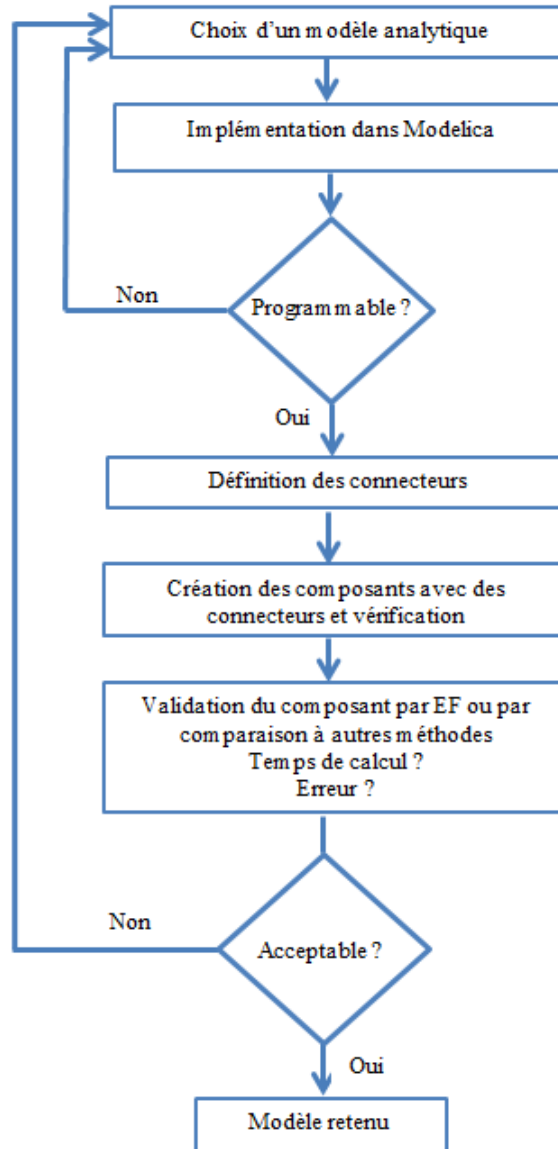 Choix d'un modèle analytique
Implémentation dans Modelica
Programmable ?
Non
Oui
Définition des connecteurs
Création des composants avec des
connecteurs et vérification
Validation du composant par EF ou par
comparaison à autres méthodes
Temps de calcul ?
Erreur ?
Non
Acceptable ?
Oui
Modèle retenu